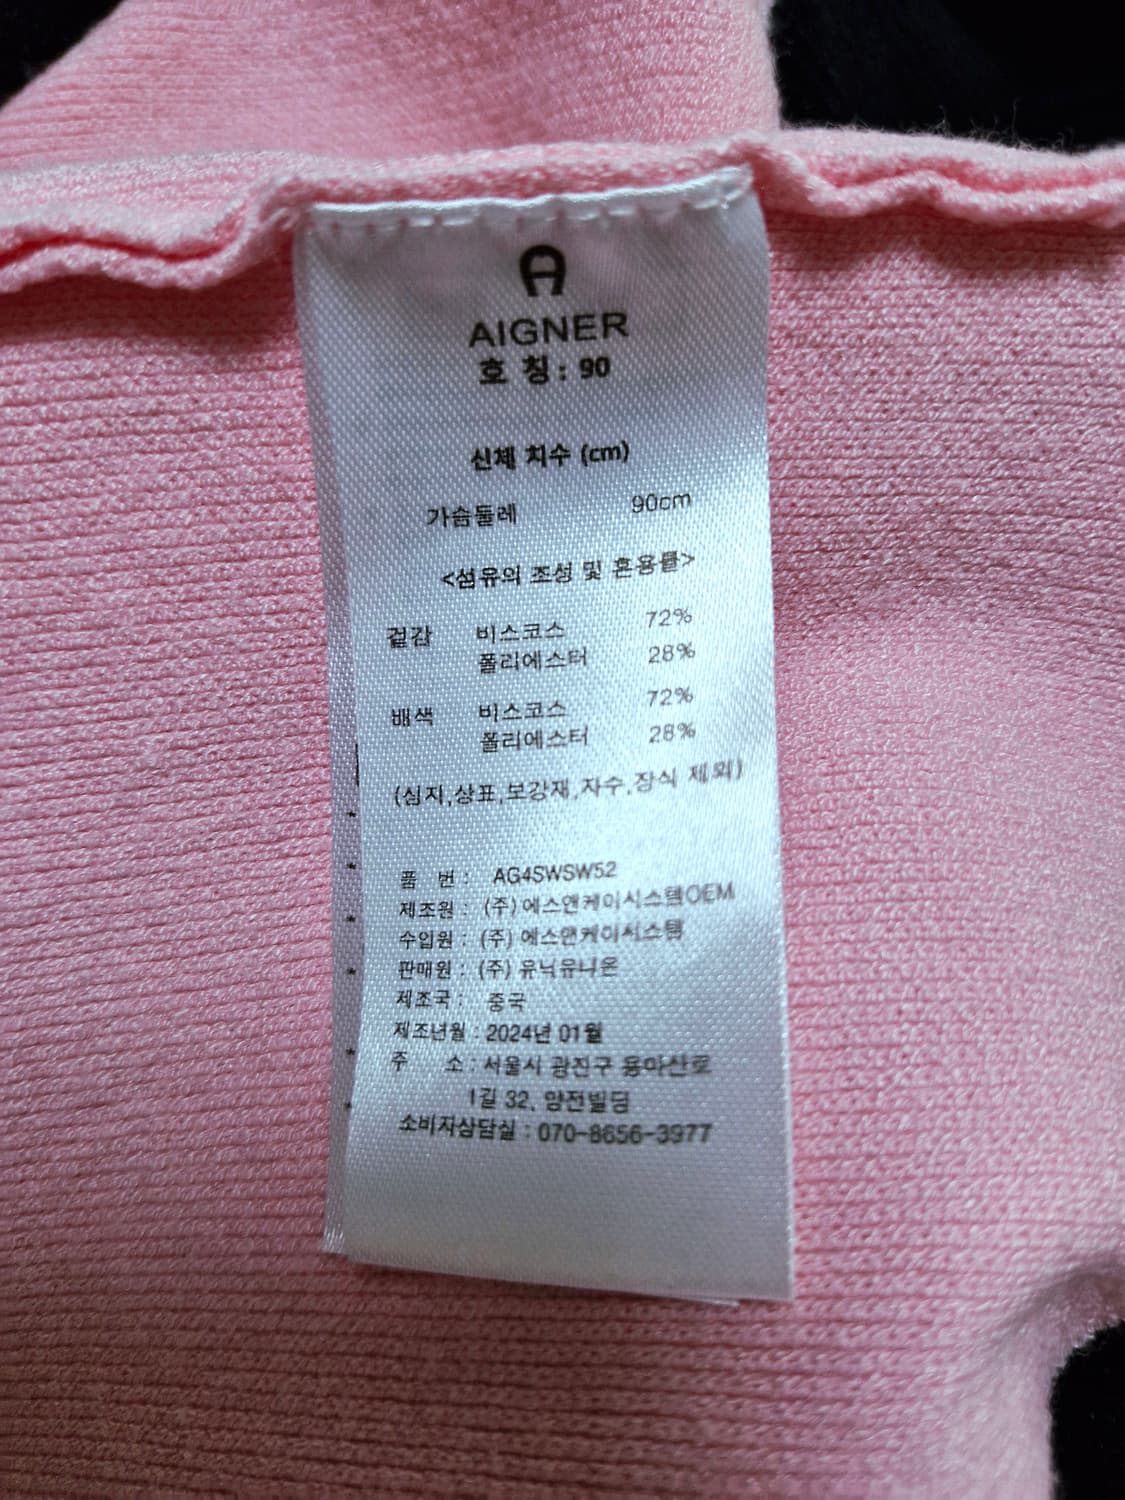 AIGNER
호 칭 : 90
신체 치수 (cm)
가슴둘레 90cm
<섬유의 조성 및 혼용률>
겉감 비스코스 72%
폴리에스터 28%
배색 비스코스 72%
폴리에스터 28%
(심지,상표,보강재,자수,장식 제외)
품 번 : AG4SWSW52
제조원 : (주) 에스앤케이시스템OEM
수입원 : (주) 에스앤케이시스템
판매원 : (주) 유닉유니온
제조국 : 중국
제조년월 : 2024년 01월
주 소 : 서울시 광진구 용마산로
1길 32, 양전빌딩
소비자상담실 : 070-8656-3977